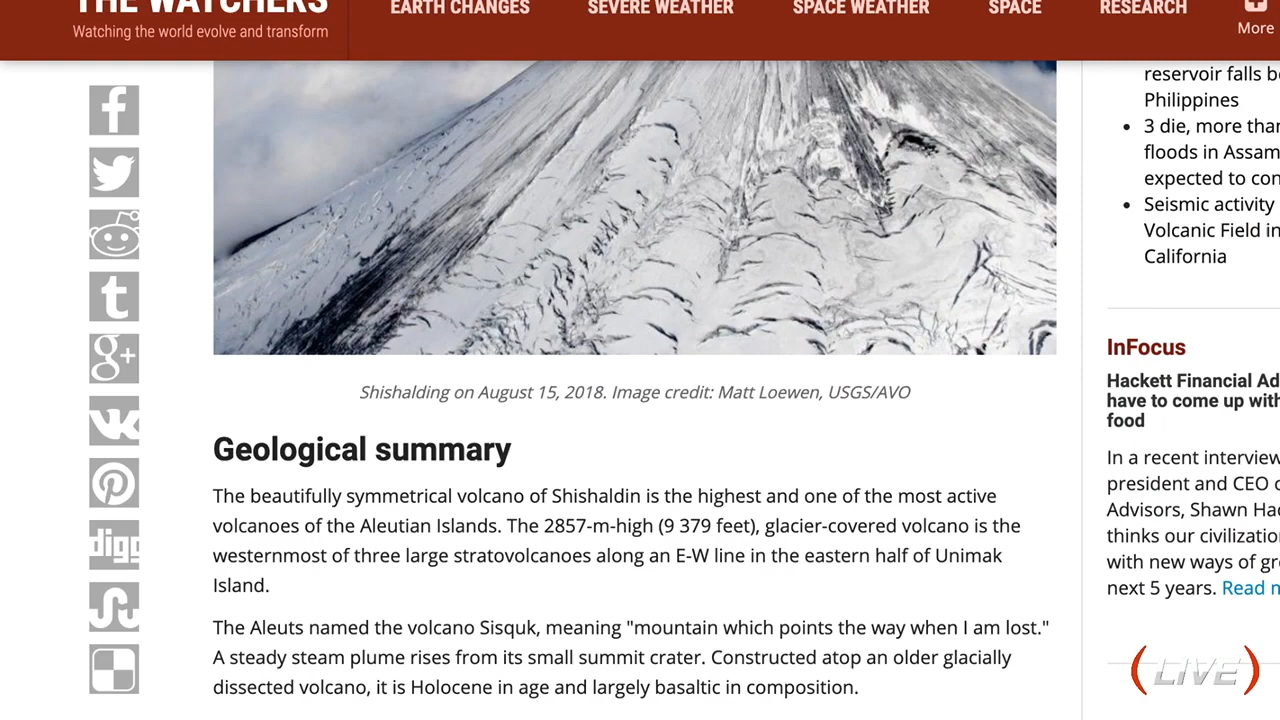 THE WATCHERS
Watching the world evolve and transform
EARTH CHANGES
SEVERE WEATHER
SPACE WEATHER
SPACE
RESEARCH
More
Shishalding on August 15, 2018. Image credit: Matt Loewen, USGS/AVO
Geological summary
The beautifully symmetrical volcano of Shishaldin is the highest and one of the most active
volcanoes of the Aleutian Islands. The 2857-m-high (9 379 feet), glacier-covered volcano is the
westernmost of three large stratovolcanoes along an E-W line in the eastern half of Unimak
Island.
The Aleuts named the volcano Sisquk, meaning "mountain which points the way when I am lost."
A steady steam plume rises from its small summit crater. Constructed atop an older glacially
dissected volcano, it is Holocene in age and largely basaltic in composition.
reservoir falls
Philippines
3 die, more than
floods in Assam
expected to
Seismic activity
Volcanic Field in
California
InFocus
Hackett Financial
have to come up with
food
In a recent interview
president and CEO
Advisors, Shawn
thinks our
with new ways of
next 5 years. Read
digg
(LIVE)